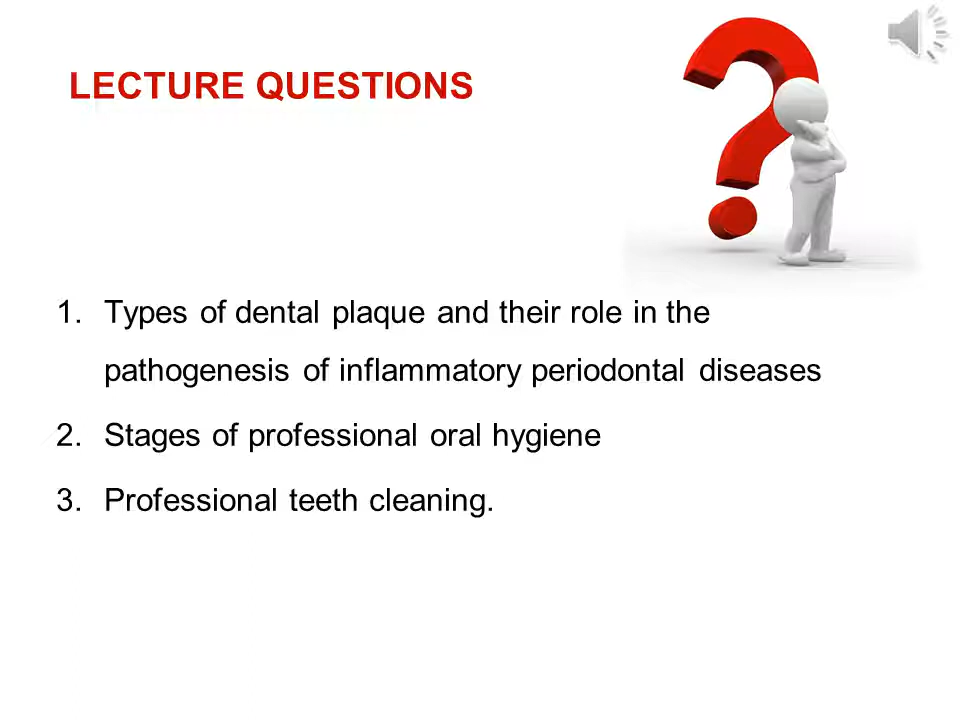 LECTURE QUESTIONS
1. Types of dental plaque and their role in the
pathogenesis of inflammatory periodontal diseases
2. Stages of professional oral hygiene
3. Professional teeth cleaning.